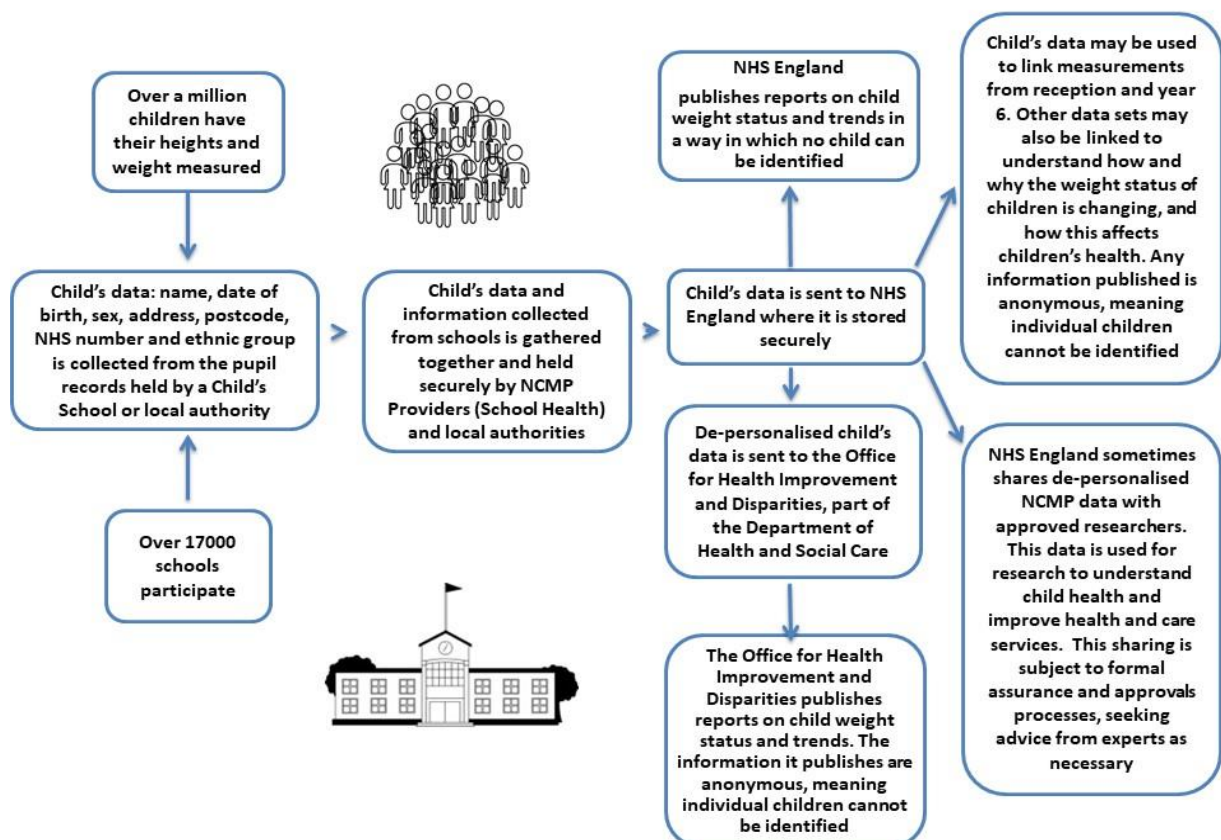 Over a million
children have
their heights and
weight measured
Child’s data: name, date of
birth, sex, address, postcode,
NHS number and ethnic group
is collected from the pupil
records held by a Child’s
School or local authority
Over 17000
schools
participate
Child’s data and
information collected
from schools is gathered
together and held
securely by NCMP
Providers (School Health)
and local authorities
NHS England
publishes reports on child
weight status and trends in
a way in which no child can
be identified
Child’s data is sent to NHS
England where it is stored
securely
De-personalised child’s
data is sent to the Office
for Health Improvement
and Disparities, part of
the Department of
Health and Social Care
The Office for Health
Improvement and
Disparities publishes
reports on child weight
status and trends. The
information it publishes are
anonymous, meaning
individual children cannot
be identified
Child’s data may be used
to link measurements
from reception and year
6. Other data sets may
also be linked to
understand how and
why the weight status of
children is changing, and
how this affects
children’s health. Any
information published is
anonymous, meaning
individual children
cannot be identified
NHS England sometimes
shares de-personalised
NCMP data with
approved researchers.
This data is used for
research to understand
child health and
improve health and care
services.  This sharing is
subject to formal
assurance and approvals
processes, seeking
advice from experts as
necessary